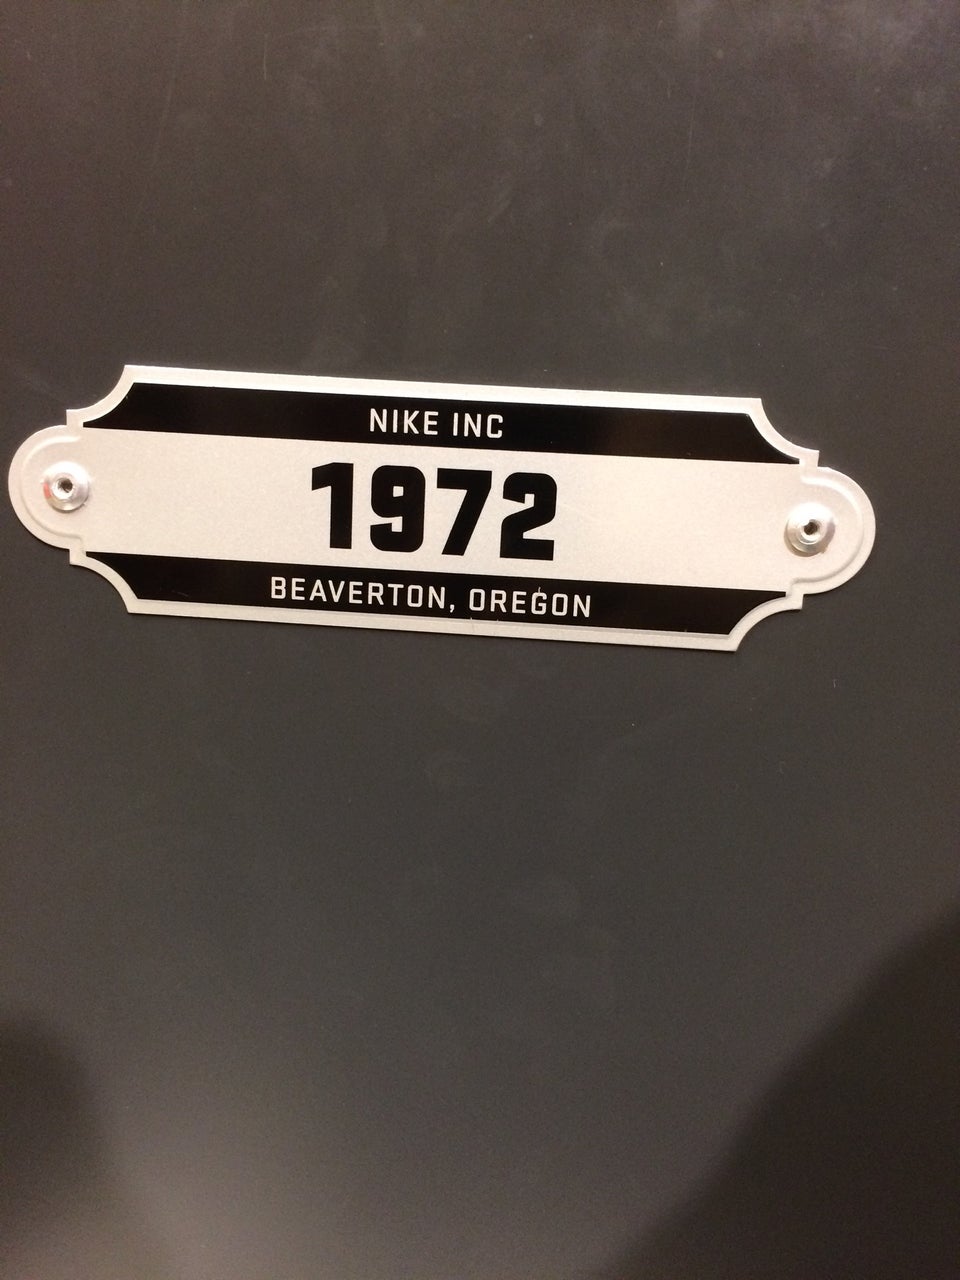 NIKE INC
1972
BEAVERTON, OREGON